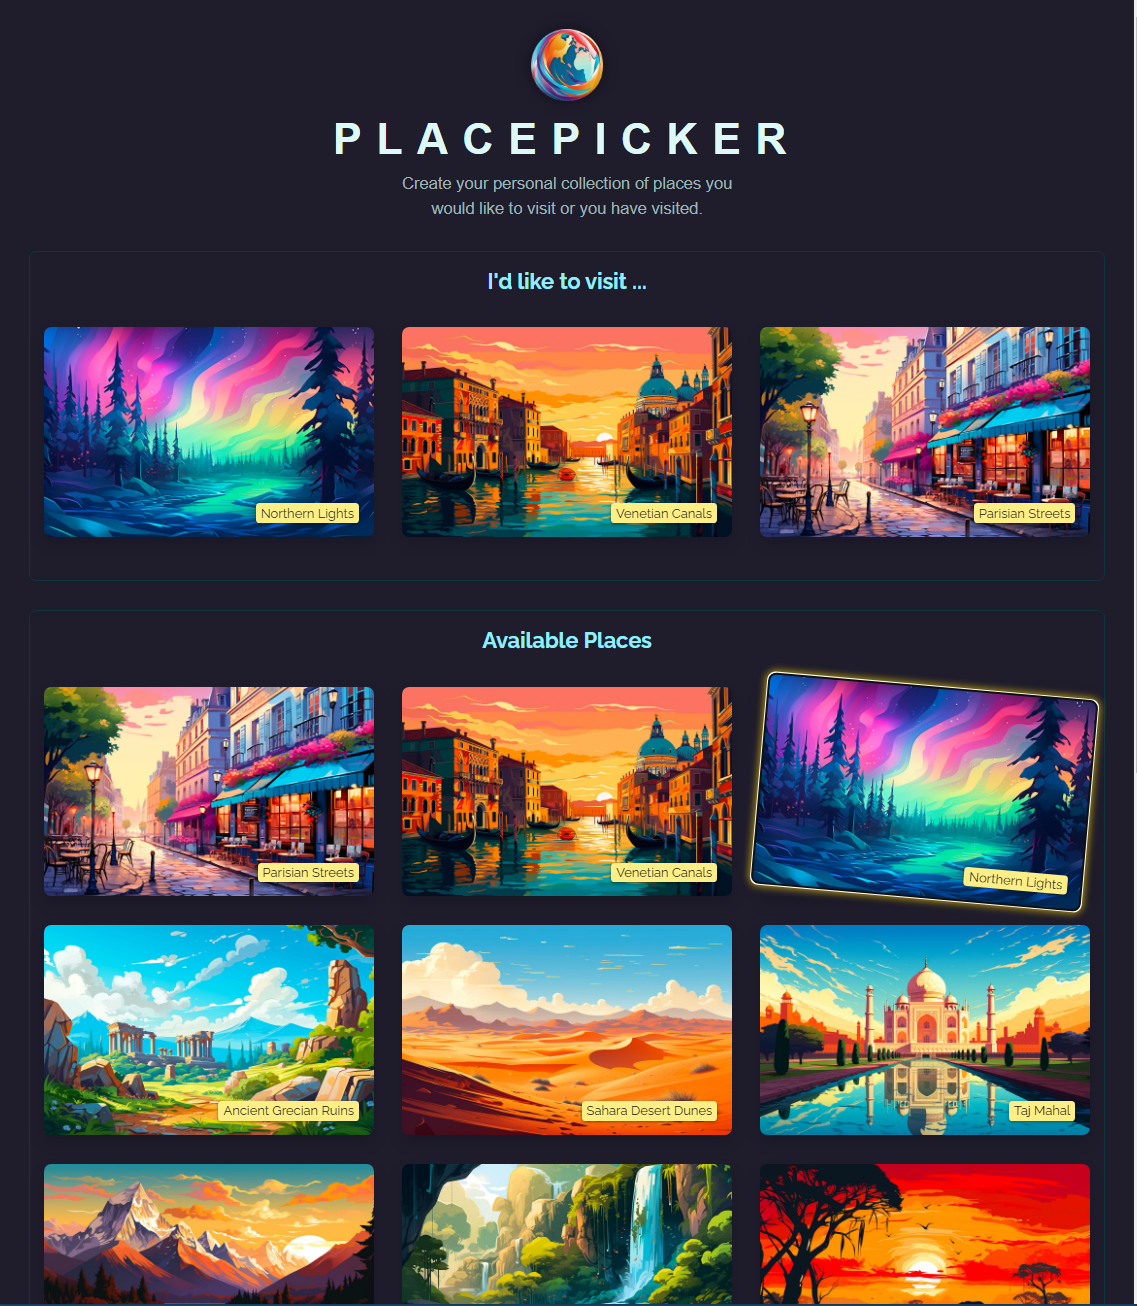 PLACEPICKER
Create your personal collection of places you
would like to visit or you have visited.
I'd like to visit ...
Northern Lights
Venetian Canals
Parisian Streets
Available Places
Parisian Streets
Venetian Canals
Northern Lights
Ancient Grecian Ruins
Sahara Desert Dunes
Taj Mahal